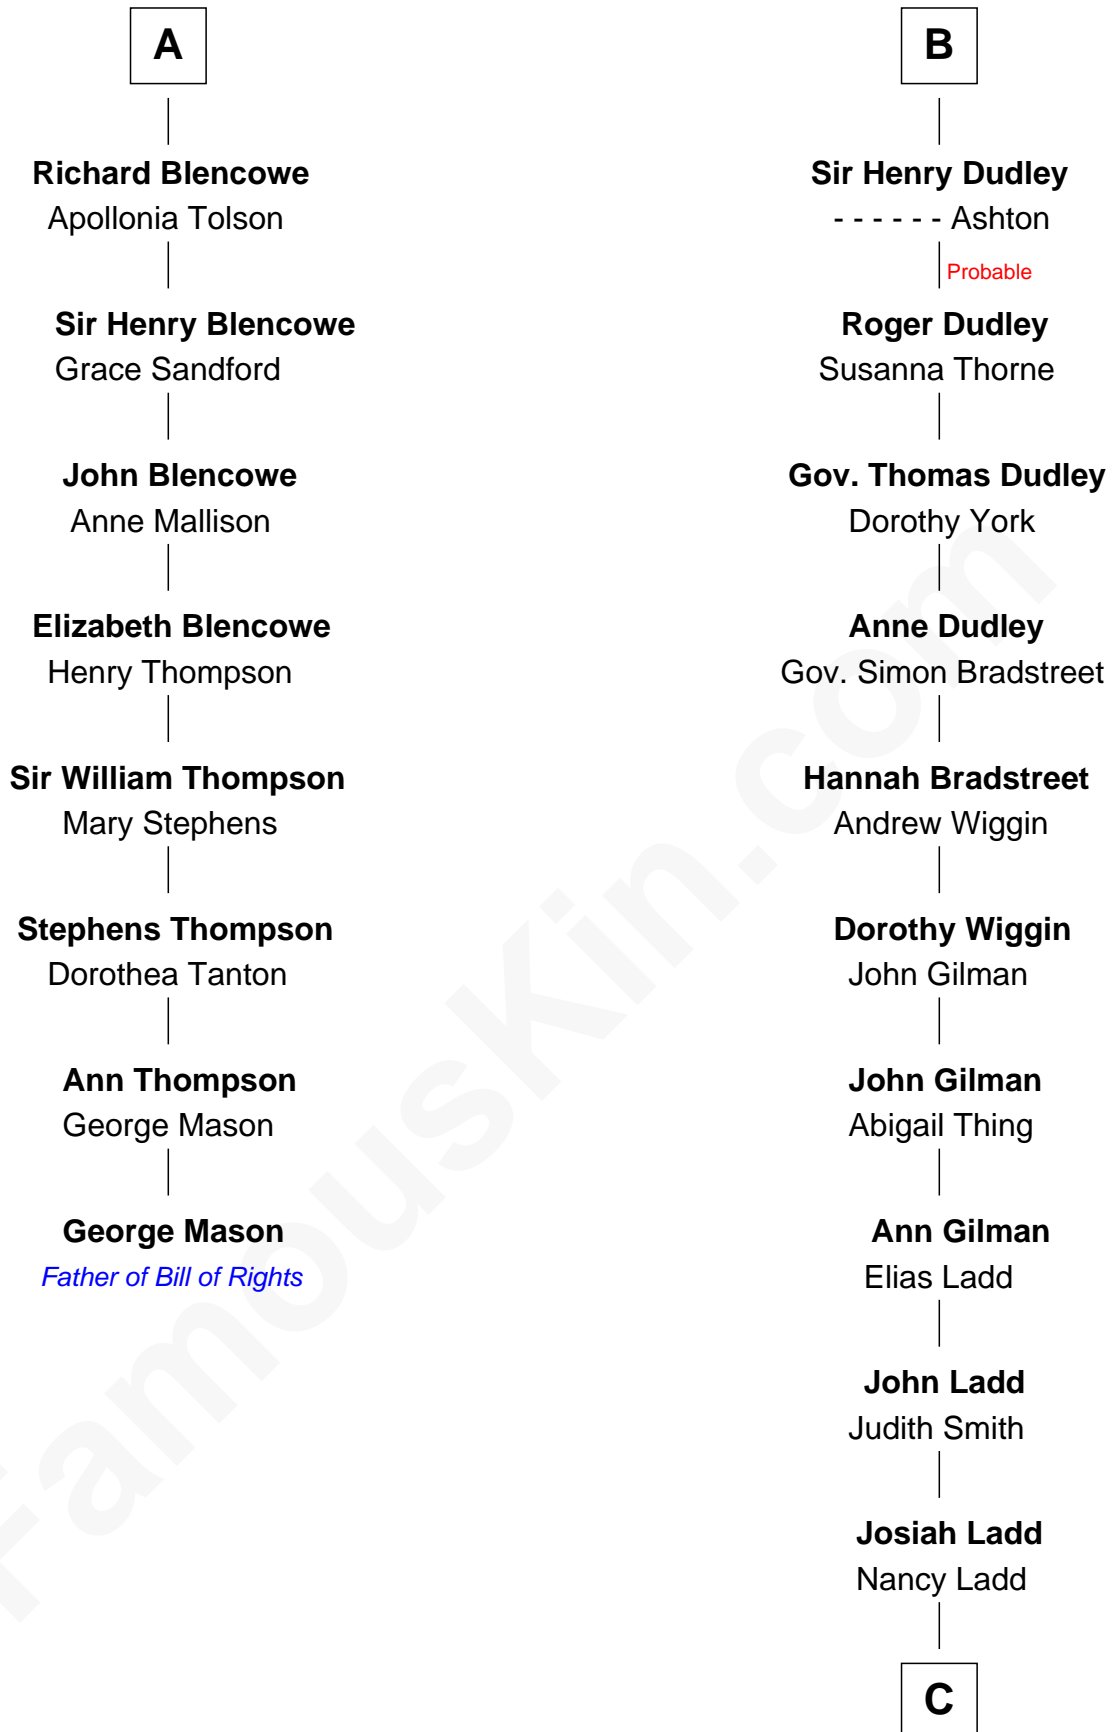 A
Richard Blencowe
Apollonia Tolson
Sir Henry Blencowe
Grace Sandford
John Blencowe
Anne Mallison
Elizabeth Blencowe
Henry Thompson
Sir William Thompson
Mary Stephens
Stephens Thompson
Dorothea Tanton
Ann Thompson
George Mason
George Mason
Father of Bill of Rights
B
Sir Henry Dudley
- - - - - - Ashton
Probable
Roger Dudley
Susanna Thorne
Gov. Thomas Dudley
Dorothy York
Anne Dudley
Gov. Simon Bradstreet
Hannah Bradstreet
Andrew Wiggin
Dorothy Wiggin
John Gilman
John Gilman
Abigail Thing
Ann Gilman
Elias Ladd
John Ladd
Judith Smith
Josiah Ladd
Nancy Ladd
C
FamousKin.com